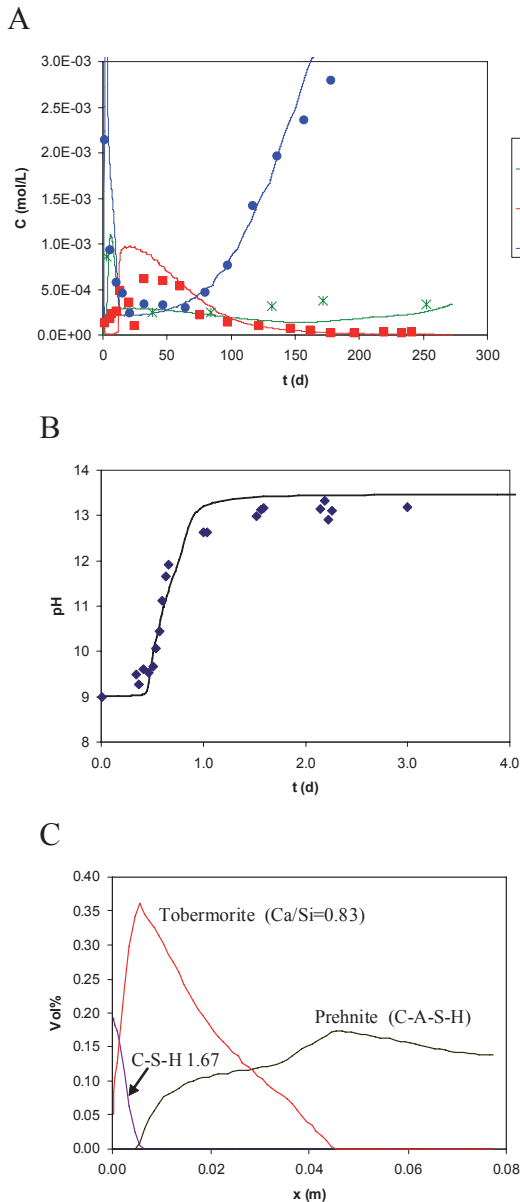 A
3.0E-03
2.5E-03
2.0E-03
1.5E-03
1.0E-03
5.0E-04
0.0E+00
C (mol/L)
0 50 100 150 200 250 300
t (d)
B
14
13
12
11
10
9
8
pH
0.0 1.0 2.0 3.0 4.0
t (d)
C
0.40
0.35
0.30
0.25
0.20
0.15
0.10
0.05
0.00
Vol%
Tobermorite (Ca/Si=0.83)
Prehnite (C-A-S-H)
C-S-H 1.67
0.00 0.02 0.04 0.06 0.08
x (m)